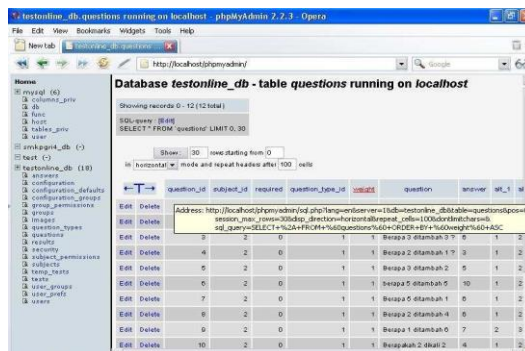 testonline_db.questions running on localhost - phpMyAdmin 2.2.3 - Opera
File Edit View Bookmarks Widgets Tools Help
New tab testonline_db.questions ...
http://localhost/phpmyadmin/ Google
Home
mysql (6)
columns_priv
db
func
host
tables_priv
user
smkpgri4_db (-)
test (-)
testonline_db (18)
answers
configuration
configuration_defaults
configuration_groups
group_permissions
groups
images
question_types
questions
results
security
subject_permissions
subjects
temp_tests
tests
user_groups
user_prefs
users
Database testonline_db - table questions running on localhost
Showing records 0 - 12 (12 total)
SQL-query : [Edit]
SELECT * FROM `questions` LIMIT 0, 30
Show : 30 rows starting from 0
in horizontal mode and repeat headers after 100 cells
←T→ question_id subject_id required question_type_id weight question answer alt_1 al
Edit Delete
Address: http://localhost/phpmyadmin/sql.php?lang=en&server=1&db=testonline_db&table=questions&pos=
session_max_rows=30&disp_direction=horizontal&repeat_cells=100&dontlimitchars=&
sql_query=SELECT+%2A+FROM+%60questions%60+ORDER+BY+%60weight%60+ASC
Edit Delete
Edit Delete 3 2 0 1 1 Berapa 3 ditambah 3 ? 6 1 2
Edit Delete 4 2 0 1 1 Berapa 2 ditambah 1 ? 3 1 2
Edit Delete 5 2 0 1 1 Berapa 3 ditambah 2 5 1 2
Edit Delete 6 2 0 1 1 berapa 5 ditambah 5 10 1 2
Edit Delete 7 2 0 1 1 Berapa 5 ditambah 1 6 1 2
Edit Delete 8 2 0 1 1 Berapa 2 ditambah 4 6 1 2
Edit Delete 9 2 0 1 1 Berapa 1 ditambah 6 7 2 3
Edit Delete 10 2 0 1 1 Berapakah 2 dikali 2 4 1 2